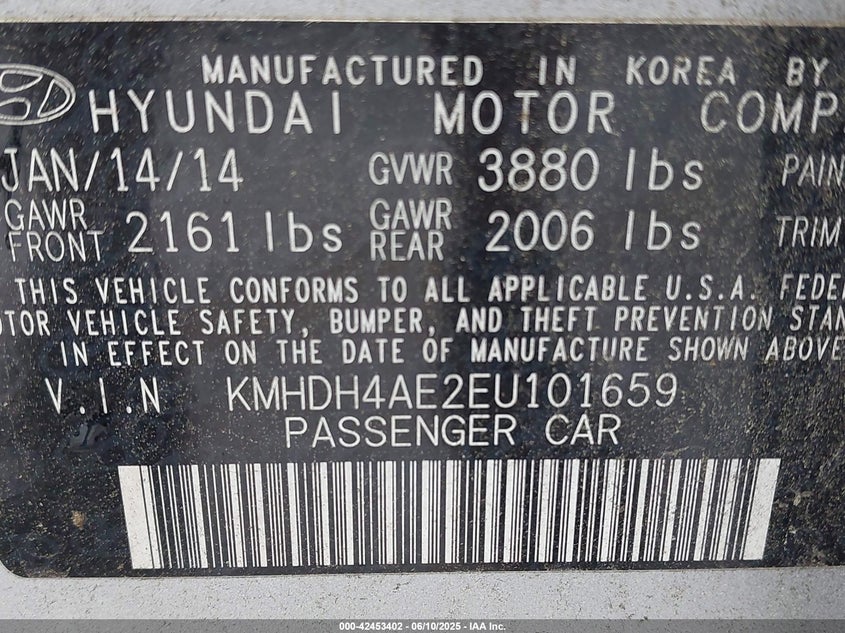 MANUFACTURED IN KOREA BY
HYUNDAI MOTOR COMP
JAN/14/14 GVWR 3880 lbs PAIN
GAWR FRONT 2161 lbs GAWR REAR 2006 lbs TRIM
THIS VEHICLE CONFORMS TO ALL APPLICABLE U.S.A. FEDE
TOR VEHICLE SAFETY, BUMPER, AND THEFT PREVENTION STAN
IN EFFECT ON THE DATE OF MANUFACTURE SHOWN ABOVE
V.I.N KMHDH4AE2EU101659
PASSENGER CAR
000-42453402 - 06/10/2025 - IAA Inc.